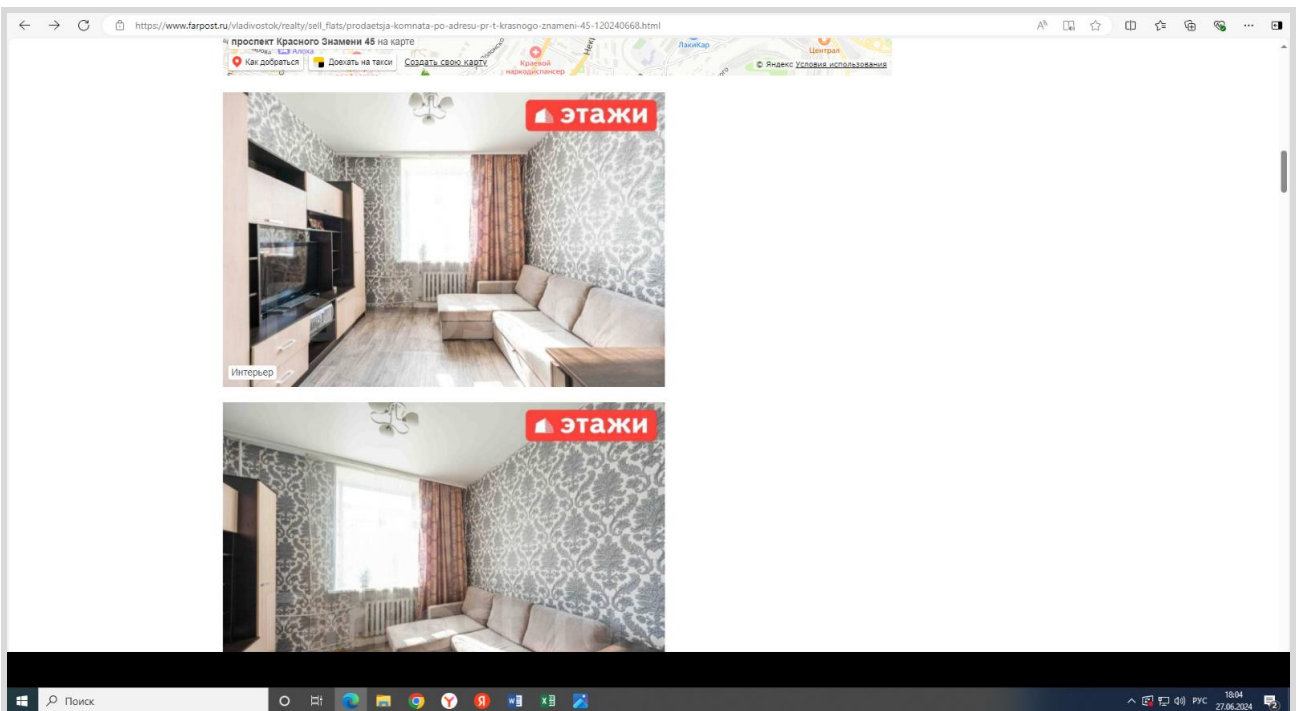 https://www.farpost.ru/vladivostok/realty/sell_flats/prodaetsja-komnata-po-adresu-pr-t-krasnogo-znameni-45-120240668.html
проспект Красного Знамени 45 на карте
ЛакиКар
Централ
Как добраться
Доехать на такси
Создать свою карту
Краевой
наркодиспансер
© Яндекс Условия использования
этажи
Интерьер
этажи
Поиск
РУС
18:04
27.06.2024